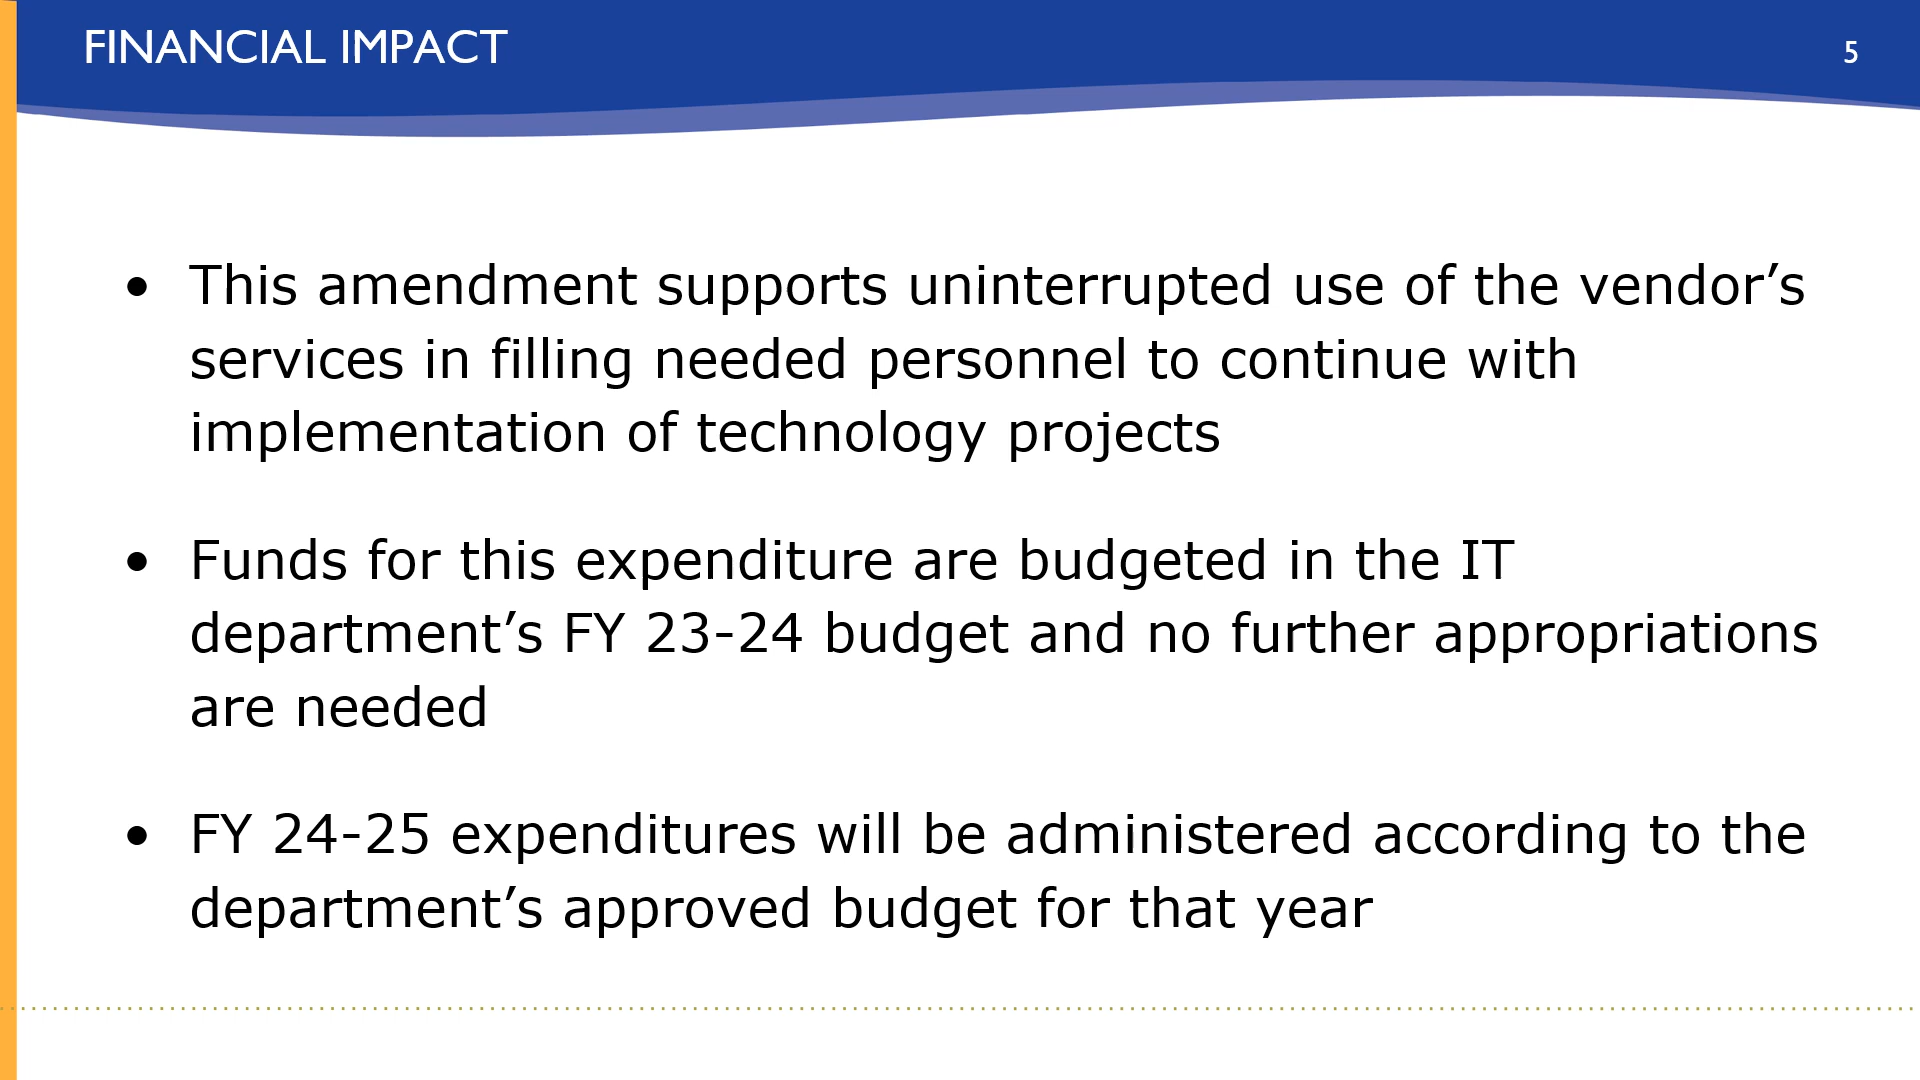 FINANCIAL IMPACT
5
• This amendment supports uninterrupted use of the vendor’s
services in filling needed personnel to continue with
implementation of technology projects
• Funds for this expenditure are budgeted in the IT
department’s FY 23-24 budget and no further appropriations
are needed
• FY 24-25 expenditures will be administered according to the
department’s approved budget for that year